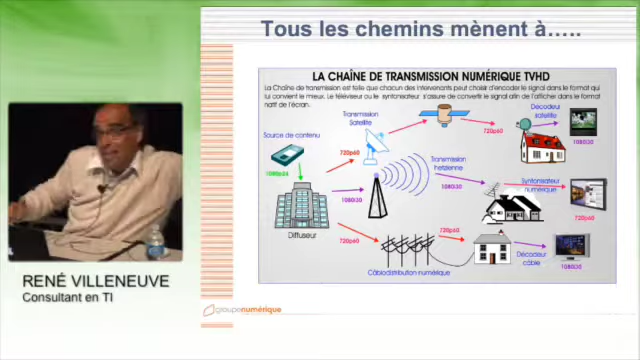 Tous les chemins mènent à…..
LA CHAÎNE DE TRANSMISSION NUMÉRIQUE TVHD
La Chaîne de transmission est telle que chacun des intervenants peut choisir d'encoder le signal dans le format qui
lui convient le mieux. Le téléviseur ou le syntonisateur s'assure de convertir le signal afin de l'afficher dans le format
natif de l'écran.
Transmission
Satellite
720p60
Décodeur
satellite
1080i30
Source de contenu
1080p24
720p60
Transmission
hertzienne
1080i30
1080i30
Syntonisateur
numérique
720p60
Diffuseur
720p60
720p60
Câblodistribution numérique
Décodeur
câble
1080i30
RENÉ VILLENEUVE
Consultant en TI
groupenumérique